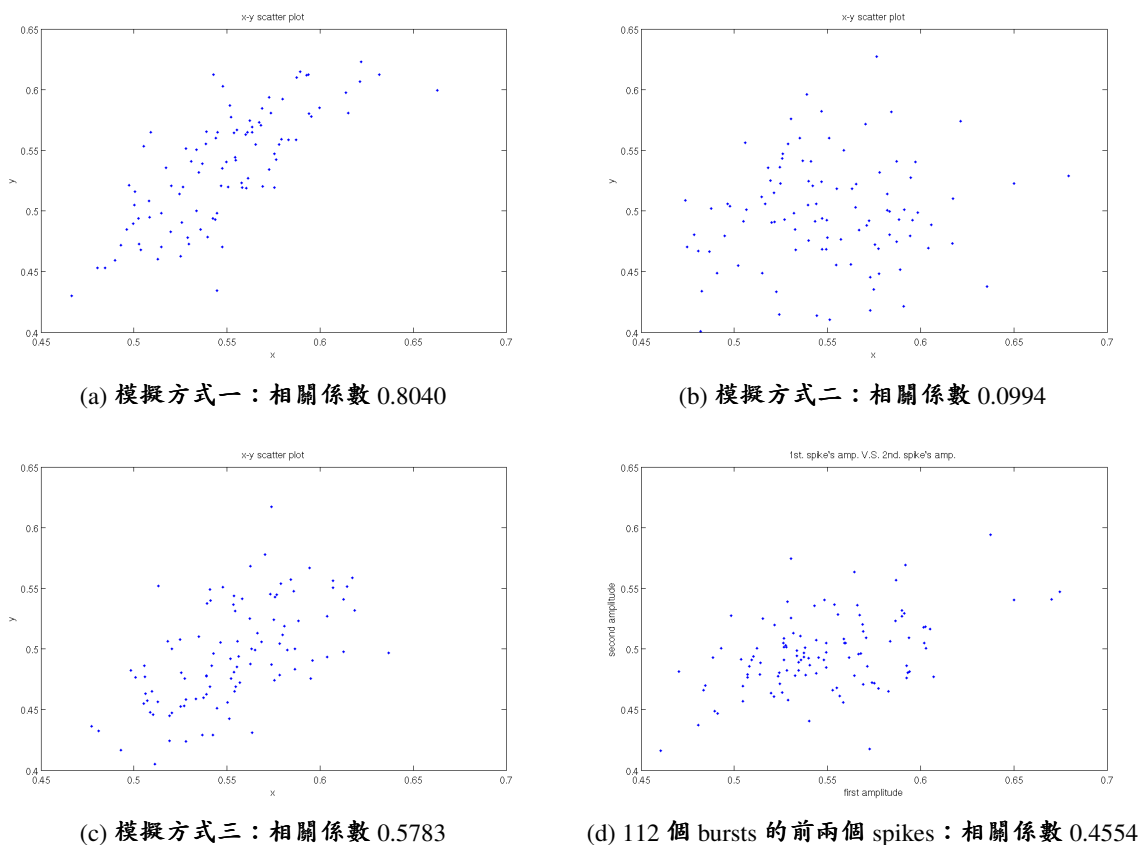 x-y scatter plot
0.65
0.6
0.55
0.5
0.45
0.4
y
0.45 0.5 0.55 0.6 0.65 0.7
x
(a) 模擬方式一：相關係數 0.8040
x-y scatter plot
0.65
0.6
0.55
0.5
0.45
0.4
y
0.45 0.5 0.55 0.6 0.65 0.7
x
(b) 模擬方式二：相關係數 0.0994
x-y scatter plot
0.65
0.6
0.55
0.5
0.45
0.4
y
0.45 0.5 0.55 0.6 0.65 0.7
x
(c) 模擬方式三：相關係數 0.5783
1st. spike's amp. V.S. 2nd. spike's amp.
0.65
0.6
0.55
0.5
0.45
0.4
second amplitude
0.45 0.5 0.55 0.6 0.65 0.7
first amplitude
(d) 112 個 bursts 的前兩個 spikes：相關係數 0.4554